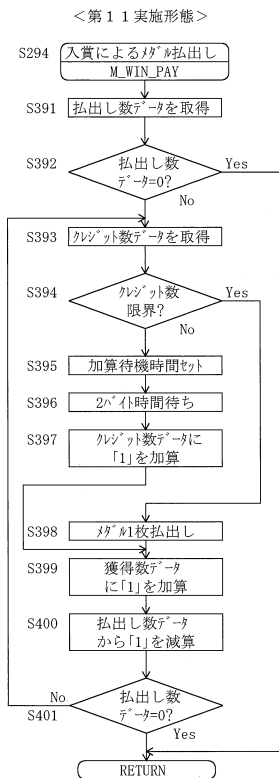 ＜第１１実施形態＞
S294
入賞によるﾒﾀﾞﾙ払出し
M_WIN_PAY
S391
払出し数データを取得
S392
払出し数
データ=0?
Yes
No
S393
ｸﾚｼﾞｯﾄ数データを取得
S394
ｸﾚｼﾞｯﾄ数
限界?
Yes
No
S395
加算待機時間ｾｯﾄ
S396
2ﾊﾞｲﾄ時間待ち
S397
ｸﾚｼﾞｯﾄ数データに
「1」を加算
S398
ﾒﾀﾞﾙ1枚払出し
S399
獲得数データ
に「1」を加算
S400
払出し数データ
から「1」を減算
No
S401
払出し数
データ=0?
Yes
RETURN